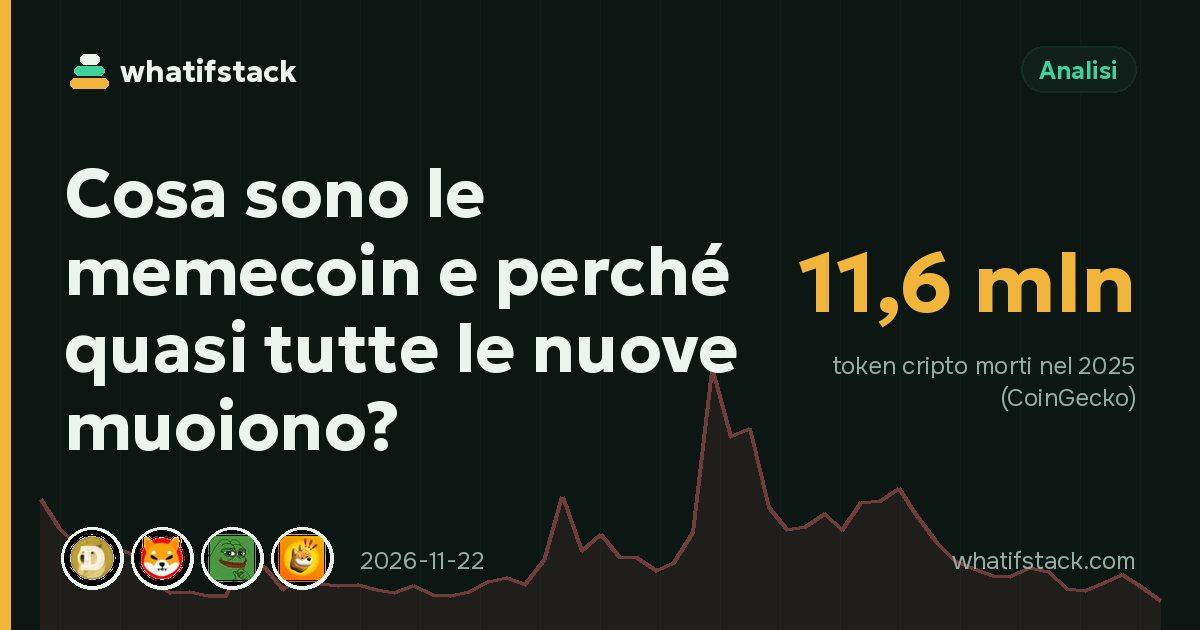 whatifstack
Analisi
Cosa sono le
memecoin e perché
quasi tutte le nuove
muoiono?
11,6 mln
token cripto morti nel 2025
(CoinGecko)
2026-11-22
whatifstack.com